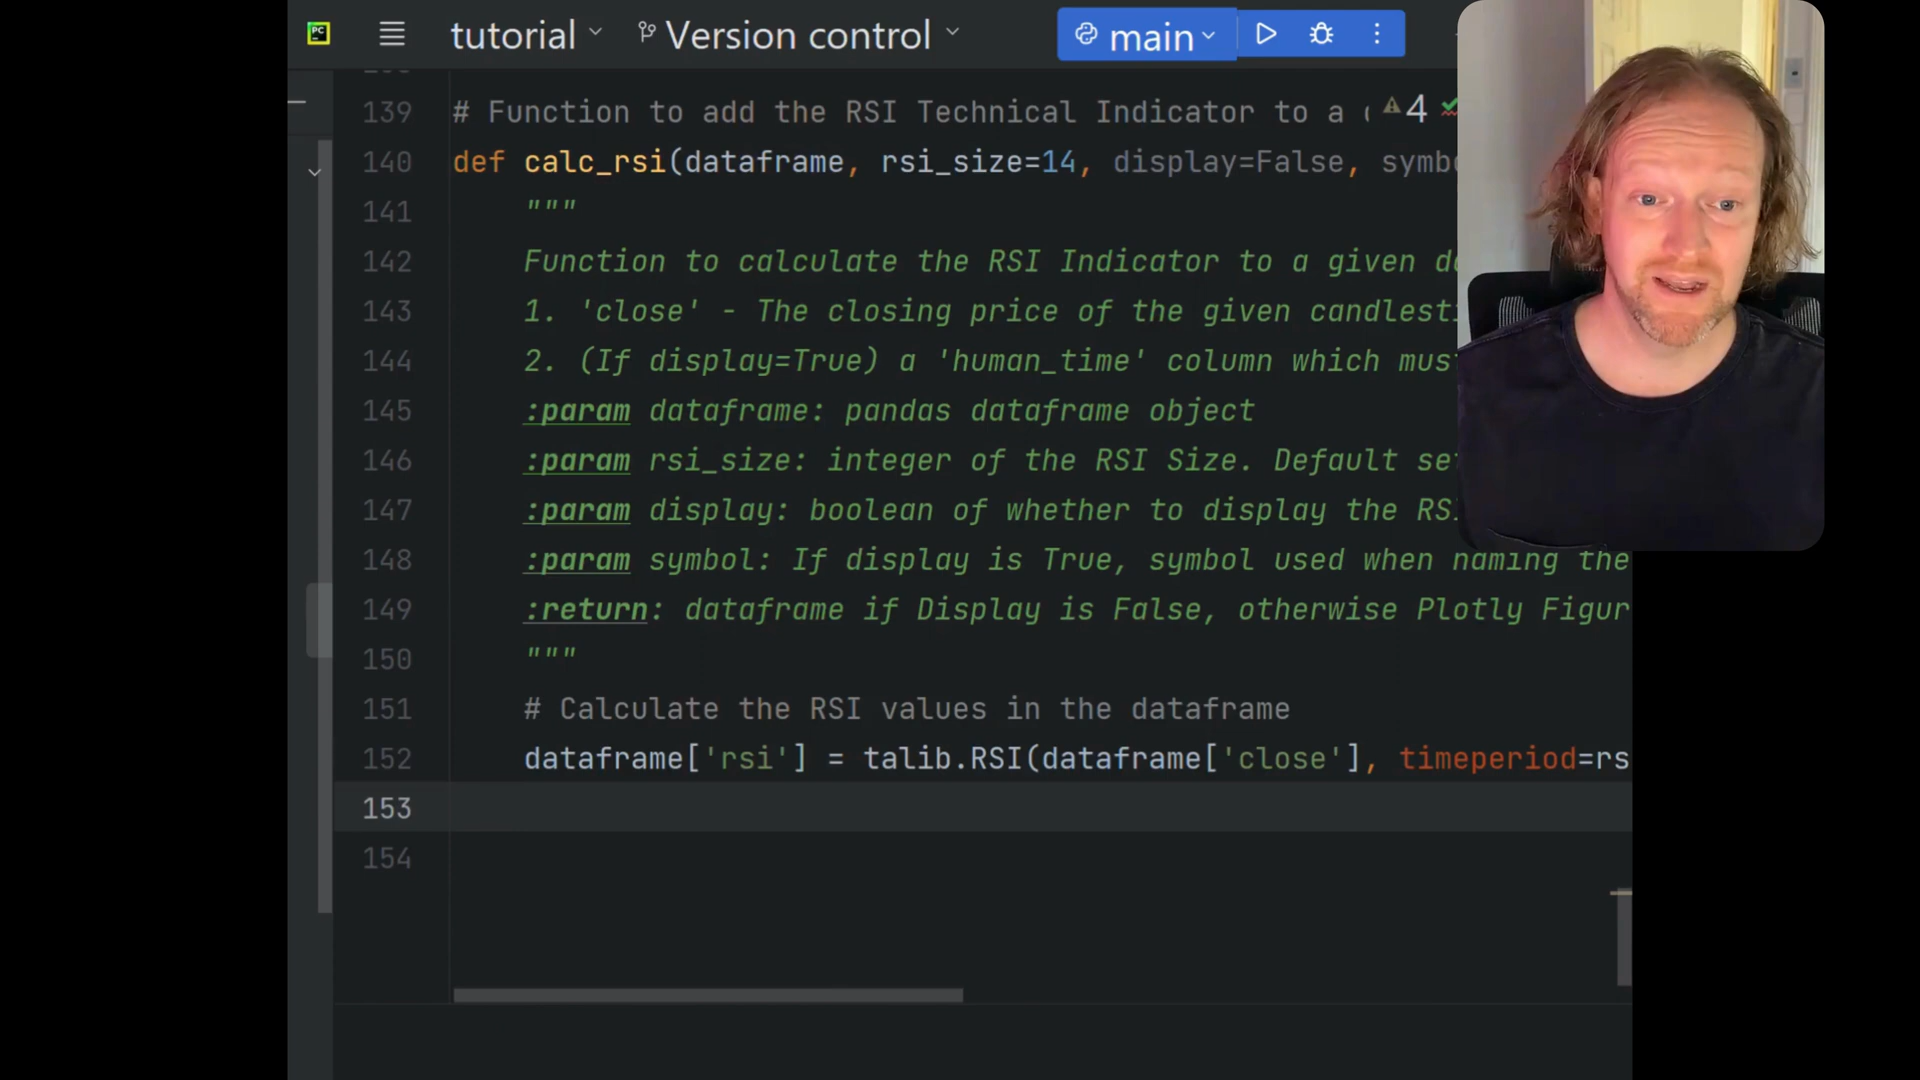 PC
tutorial
Version control
main
139 # Function to add the RSI Technical Indicator to a
4
140 def calc_rsi(dataframe, rsi_size=14, display=False, symbo
141 """
142 Function to calculate the RSI Indicator to a given da
143 1. 'close' - The closing price of the given candlesti
144 2. (If display=True) a 'human_time' column which mus
145 :param dataframe: pandas dataframe object
146 :param rsi_size: integer of the RSI Size. Default se
147 :param display: boolean of whether to display the RSI
148 :param symbol: If display is True, symbol used when naming the
149 :return: dataframe if Display is False, otherwise Plotly Figur
150 """
151 # Calculate the RSI values in the dataframe
152 dataframe['rsi'] = talib.RSI(dataframe['close'], timeperiod=rs
153
154